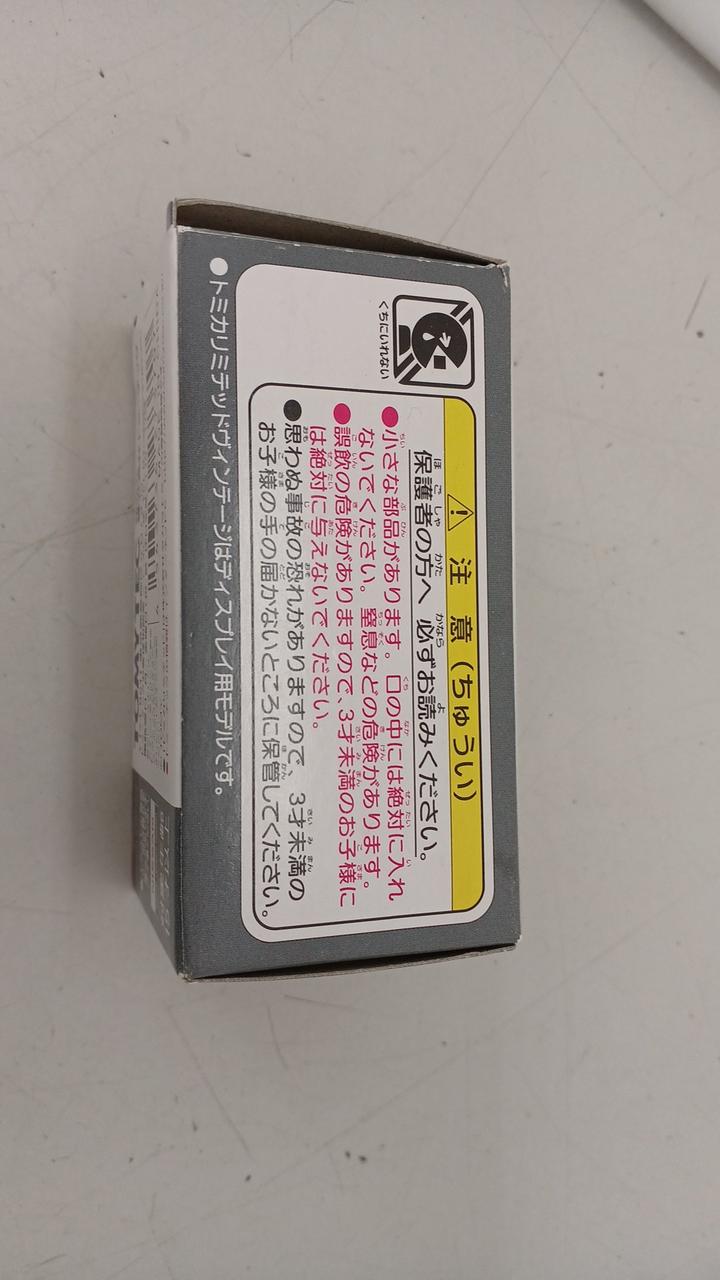 くちにいれない
注意（ちゅうい）
保護者の方へ 必ずお読みください。
●小さな部品があります。口の中には絶対に入れ
ないでください。窒息などの危険があります。
●誤飲の危険がありますので、3才未満のお子様に
は絶対に与えないでください。
●思わぬ事故の恐れがありますので、3才未満の
お子様の手の届かないところに保管してください。
●トミカリミテッドヴィンテージはディスプレイ用モデルです。